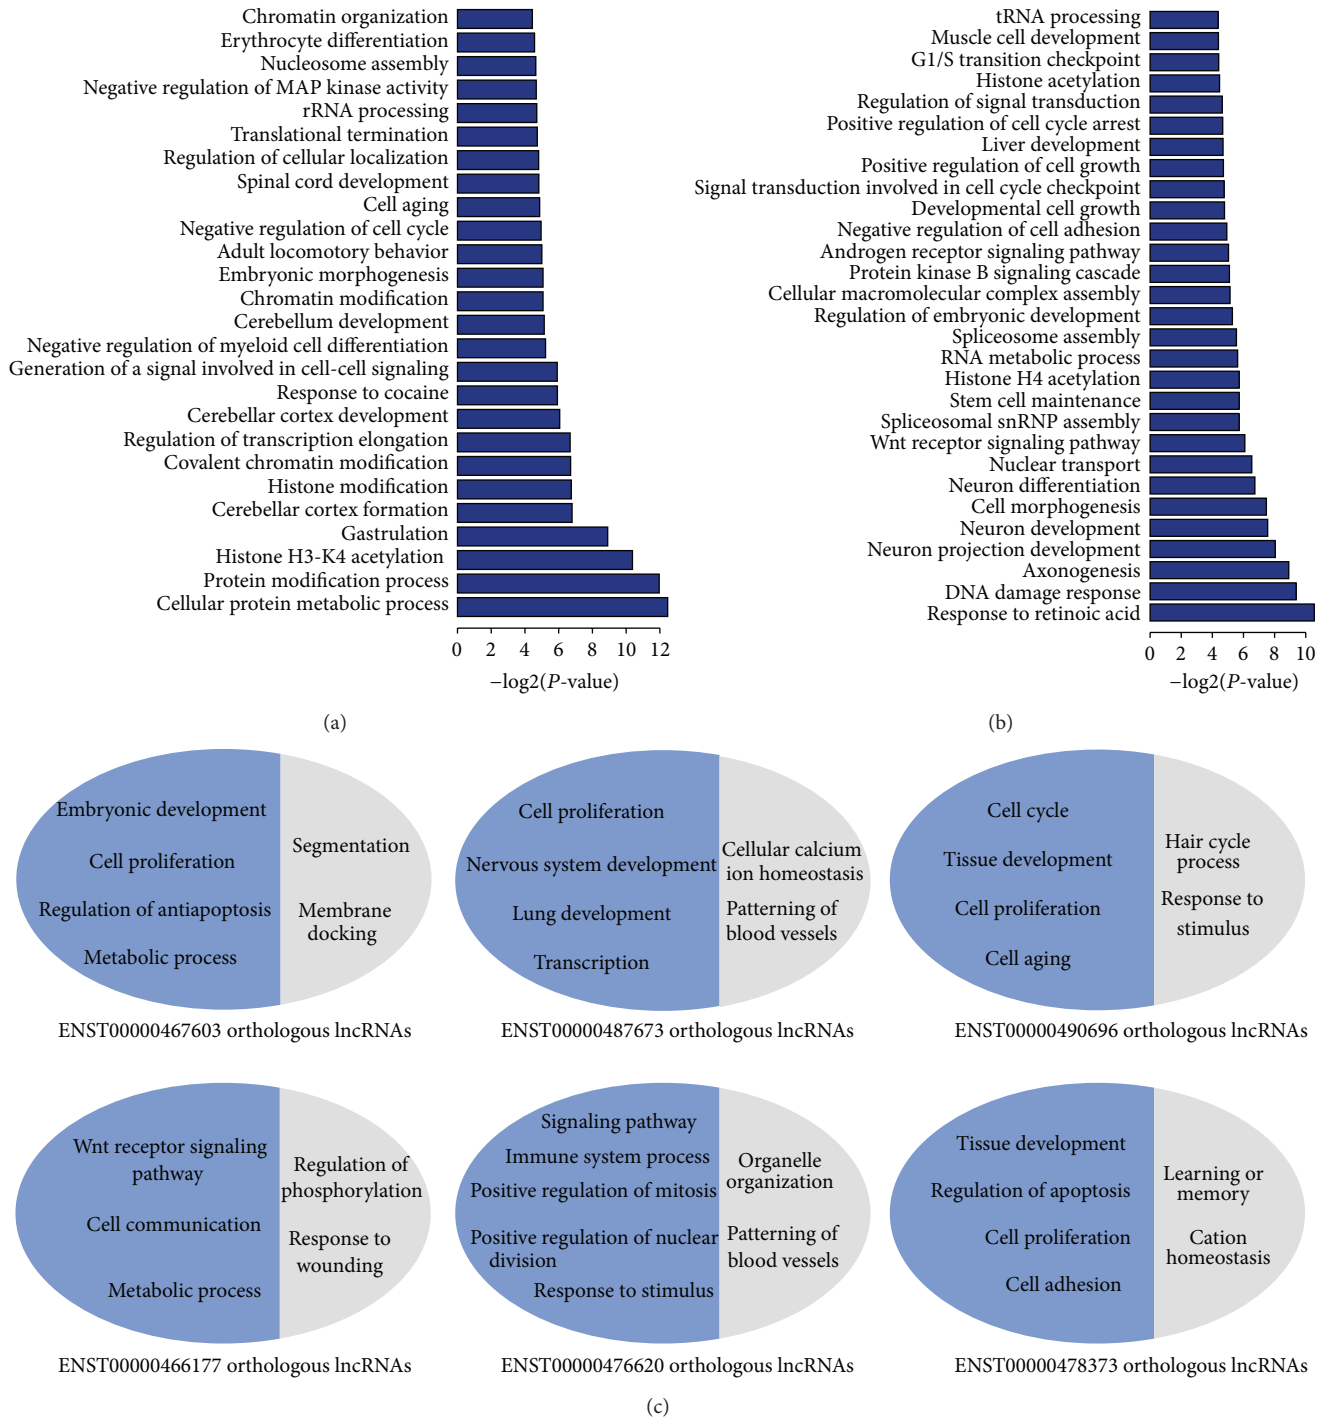 Chromatin organization
Erythrocyte differentiation
Nucleosome assembly
Negative regulation of MAP kinase activity
rRNA processing
Translational termination
Regulation of cellular localization
Spinal cord development
Cell aging
Negative regulation of cell cycle
Adult locomotory behavior
Embryonic morphogenesis
Chromatin modification
Cerebellum development
Negative regulation of myeloid cell differentiation
Generation of a signal involved in cell-cell signaling
Response to cocaine
Cerebellar cortex development
Regulation of transcription elongation
Covalent chromatin modification
Histone modification
Cerebellar cortex formation
Gastrulation
Histone H3-K4 acetylation
Protein modification process
Cellular protein metabolic process
0 2 4 6 8 10 12
−log2(P-value)
(a)
tRNA processing
Muscle cell development
G1/S transition checkpoint
Histone acetylation
Regulation of signal transduction
Positive regulation of cell cycle arrest
Liver development
Positive regulation of cell growth
Signal transduction involved in cell cycle checkpoint
Developmental cell growth
Negative regulation of cell adhesion
Androgen receptor signaling pathway
Protein kinase B signaling cascade
Cellular macromolecular complex assembly
Regulation of embryonic development
Spliceosome assembly
RNA metabolic process
Histone H4 acetylation
Stem cell maintenance
Spliceosomal snRNP assembly
Wnt receptor signaling pathway
Nuclear transport
Neuron differentiation
Cell morphogenesis
Neuron development
Neuron projection development
Axonogenesis
DNA damage response
Response to retinoic acid
0 2 4 6 8 10
−log2(P-value)
(b)
Embryonic development
Cell proliferation
Regulation of antiapoptosis
Metabolic process
Segmentation
Membrane
docking
ENST00000467603 orthologous lncRNAs
Cell proliferation
Nervous system development
Lung development
Transcription
Cellular calcium
ion homeostasis
Patterning of
blood vessels
ENST00000487673 orthologous lncRNAs
Cell cycle
Tissue development
Cell proliferation
Cell aging
Hair cycle
process
Response to
stimulus
ENST00000490696 orthologous lncRNAs
Wnt receptor signaling
pathway
Cell communication
Metabolic process
Regulation of
phosphorylation
Response to
wounding
ENST00000466177 orthologous lncRNAs
Signaling pathway
Immune system process
Positive regulation of mitosis
Positive regulation of nuclear
division
Response to stimulus
Organelle
organization
Patterning of
blood vessels
ENST00000476620 orthologous lncRNAs
Tissue development
Regulation of apoptosis
Cell proliferation
Cell adhesion
Learning or
memory
Cation
homeostasis
ENST00000478373 orthologous lncRNAs
(c)